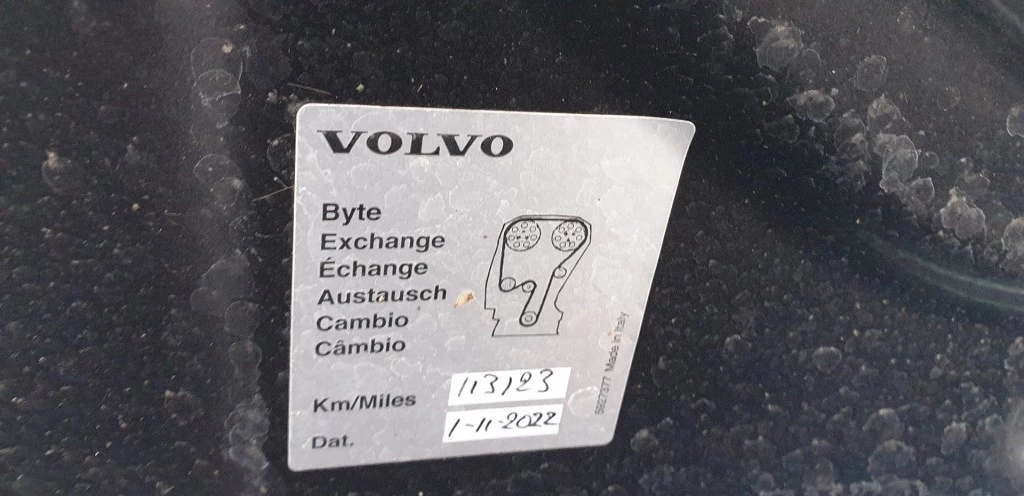 VOLVO
Byte
Exchange
Échange
Austausch
Cambio
Câmbio
Km/Miles 113123
Dat. 1-11-2022
Made in Italy